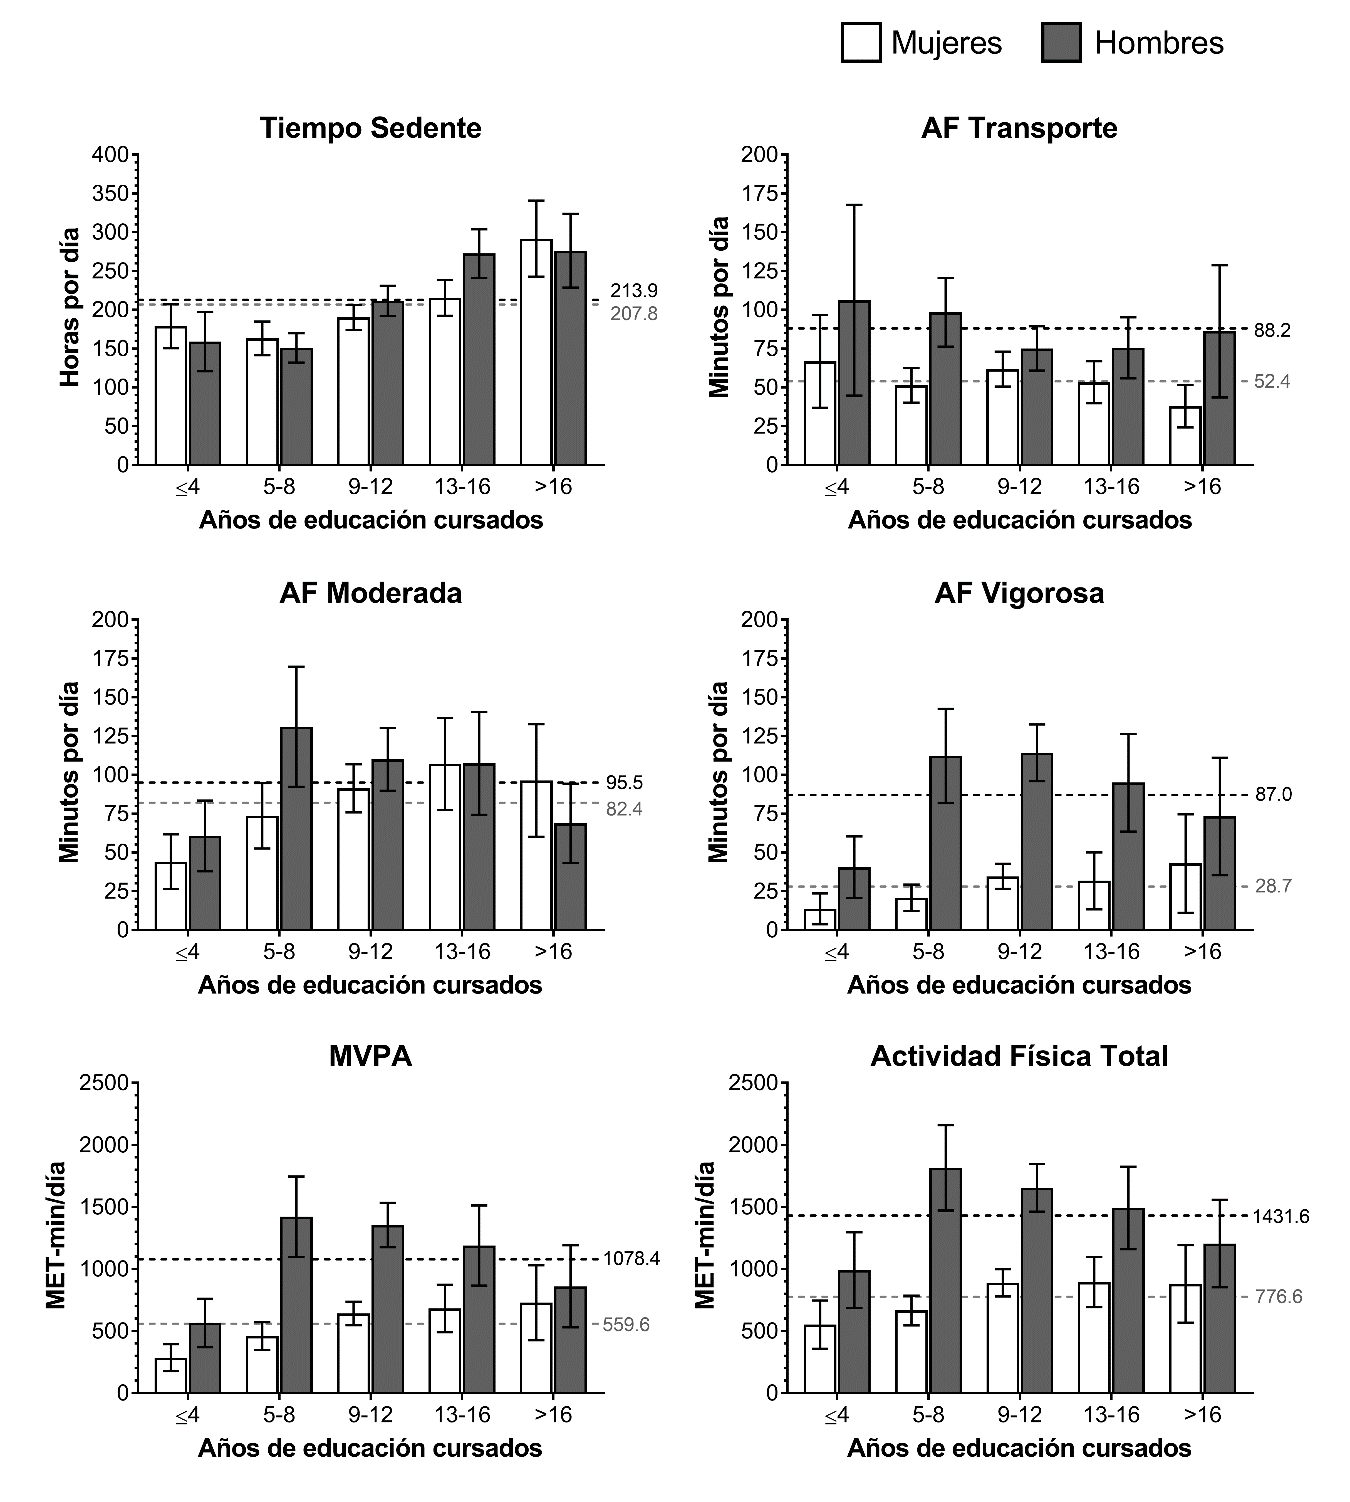 Mujeres Hombres
Tiempo Sedente
Horas por día
400
350
300
250
200
150
100
50
0
213.9
207.8
≤4 5-8 9-12 13-16 >16
Años de educación cursados
AF Transporte
Minutos por día
200
175
150
125
100
75
50
25
0
88.2
52.4
≤4 5-8 9-12 13-16 >16
Años de educación cursados
AF Moderada
Minutos por día
200
175
150
125
100
75
50
25
0
95.5
82.4
≤4 5-8 9-12 13-16 >16
Años de educación cursados
AF Vigorosa
Minutos por día
200
175
150
125
100
75
50
25
0
87.0
28.7
≤4 5-8 9-12 13-16 >16
Años de educación cursados
MVPA
MET-min/día
2500
2000
1500
1000
500
0
1078.4
559.6
≤4 5-8 9-12 13-16 >16
Años de educación cursados
Actividad Física Total
MET-min/día
2500
2000
1500
1000
500
0
1431.6
776.6
≤4 5-8 9-12 13-16 >16
Años de educación cursados